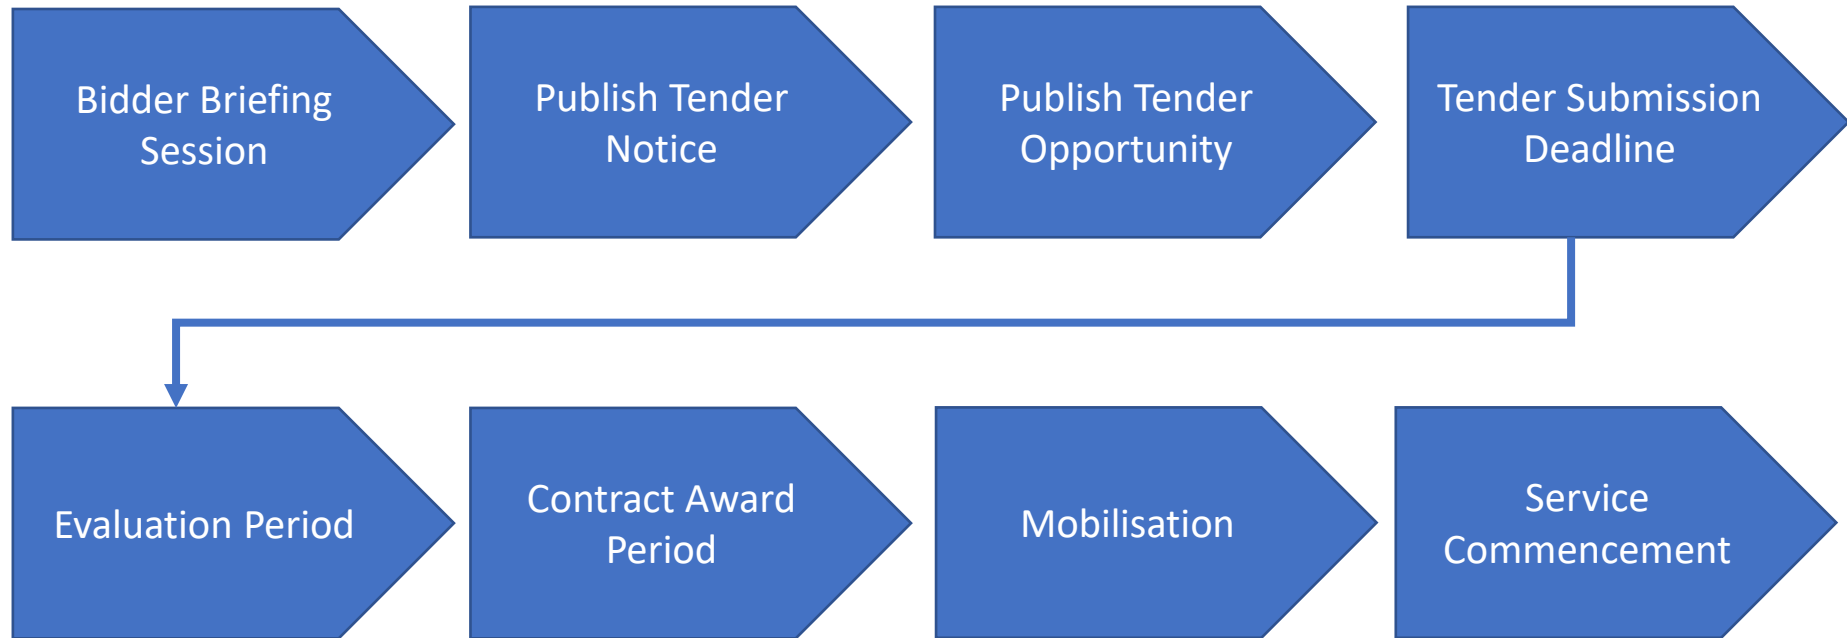 Bidder Briefing
Session
Publish Tender
Notice
Publish Tender
Opportunity
Tender Submission
Deadline
Evaluation Period
Contract Award
Period
Mobilisation
Service
Commencement